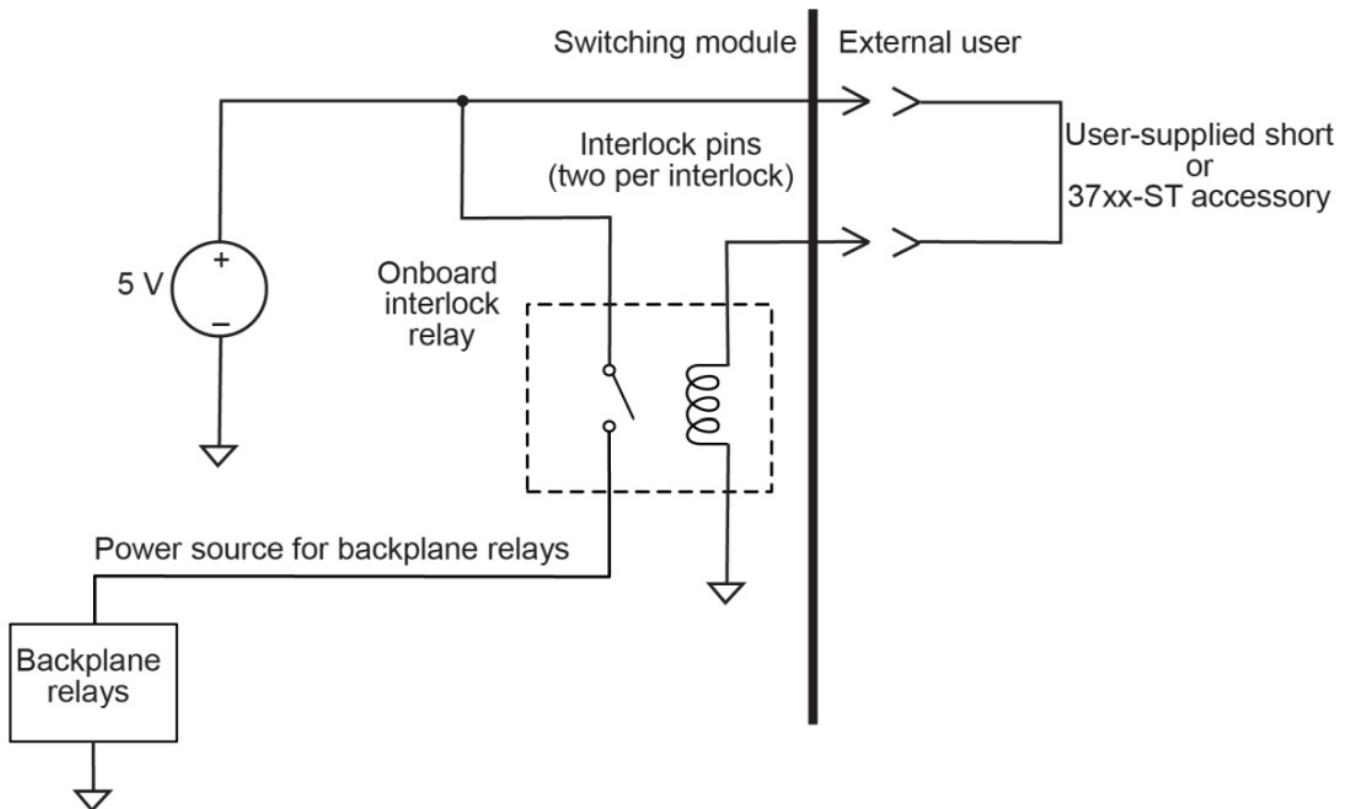 Switching module
External user
Interlock pins
(two per interlock)
User-supplied short
or
37xx-ST accessory
5 V
+
–
Onboard
interlock
relay
Power source for backplane relays
Backplane
relays